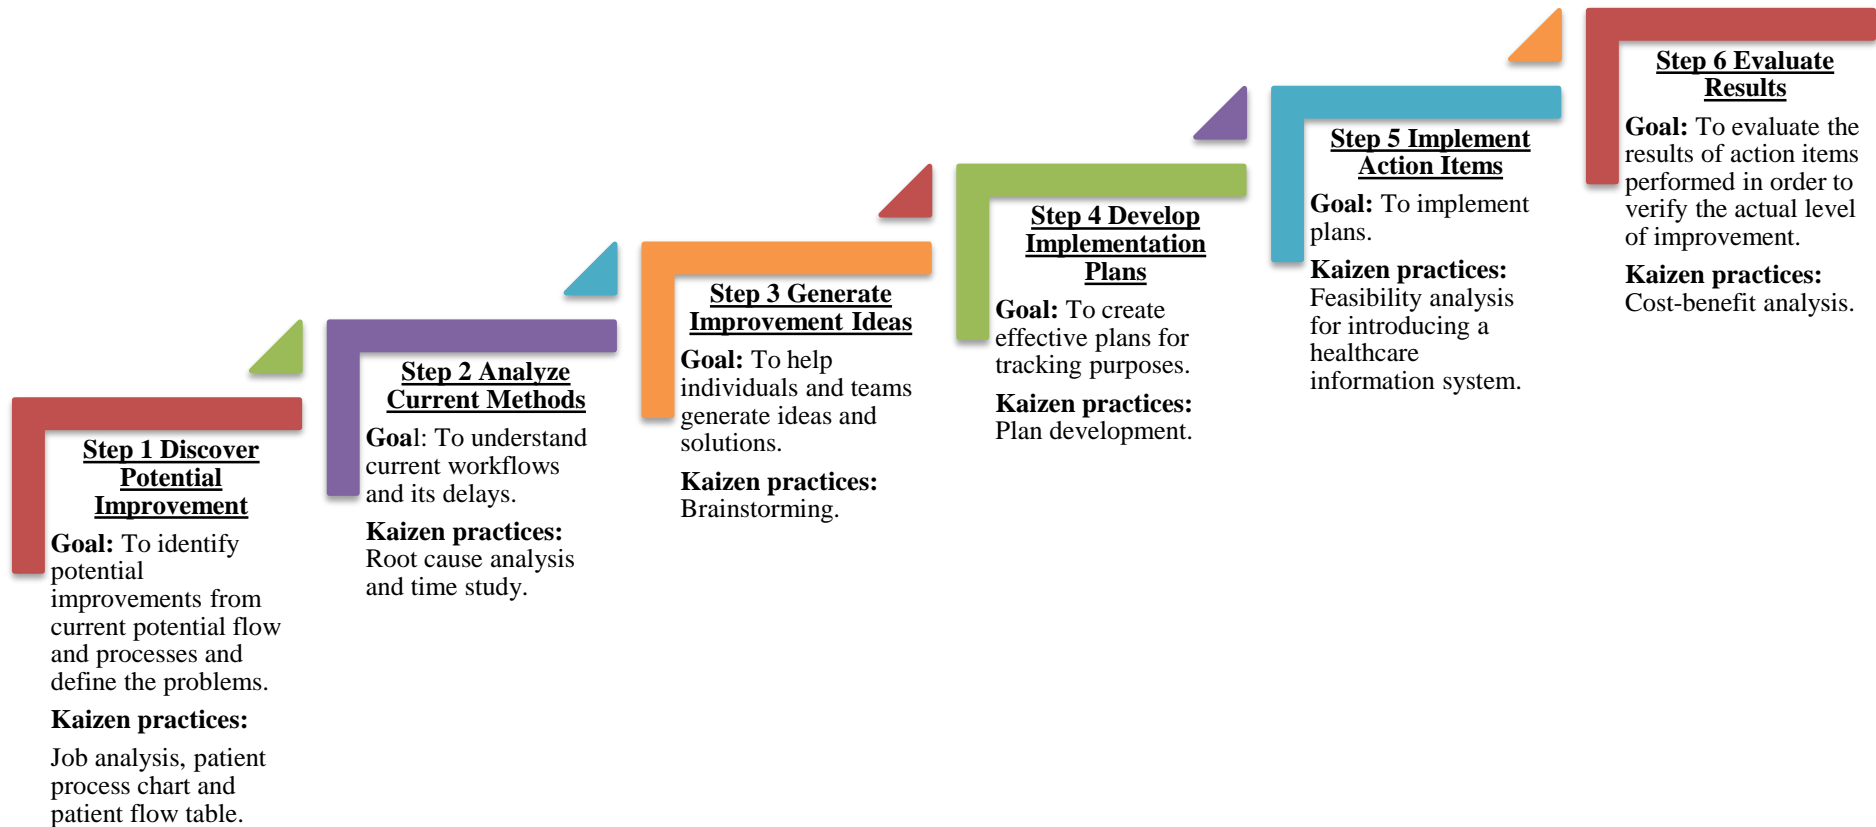 Step 1 Discover
Potential
Improvement
Goal: To identify
potential
improvements from
current potential flow
and processes and
define the problems.
Kaizen practices:
Job analysis, patient
process chart and
patient flow table.
Step 2 Analyze
Current Methods
Goal: To understand
current workflows
and its delays.
Kaizen practices:
Root cause analysis
and time study.
Step 3 Generate
Improvement Ideas
Goal: To help
individuals and teams
generate ideas and
solutions.
Kaizen practices:
Brainstorming.
Step 4 Develop
Implementation
Plans
Goal: To create
effective plans for
tracking purposes.
Kaizen practices:
Plan development.
Step 5 Implement
Action Items
Goal: To implement
plans.
Kaizen practices:
Feasibility analysis
for introducing a
healthcare
information system.
Step 6 Evaluate
Results
Goal: To evaluate the
results of action items
performed in order to
verify the actual level
of improvement.
Kaizen practices:
Cost-benefit analysis.